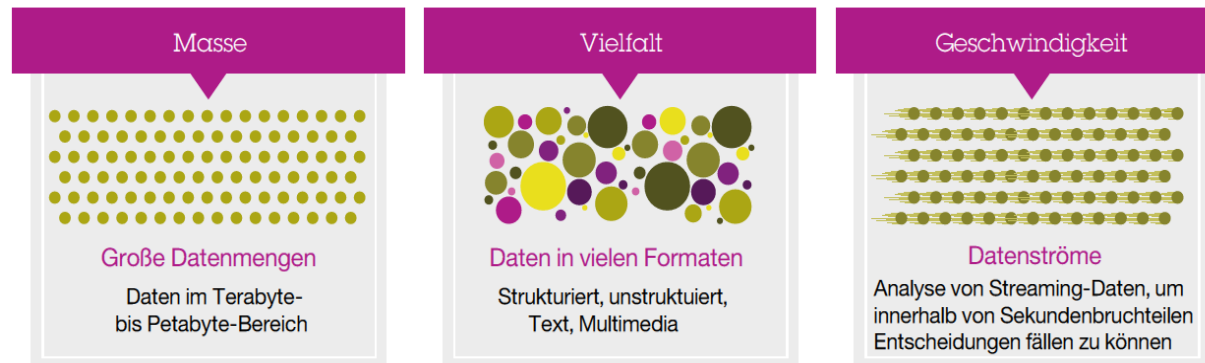 Masse
Große Datenmengen
Daten im Terabyte-
bis Petabyte-Bereich
Vielfalt
Daten in vielen Formaten
Strukturiert, unstruktuiert,
Text, Multimedia
Geschwindigkeit
Datenströme
Analyse von Streaming-Daten, um
innerhalb von Sekundenbruchteilen
Entscheidungen fällen zu können